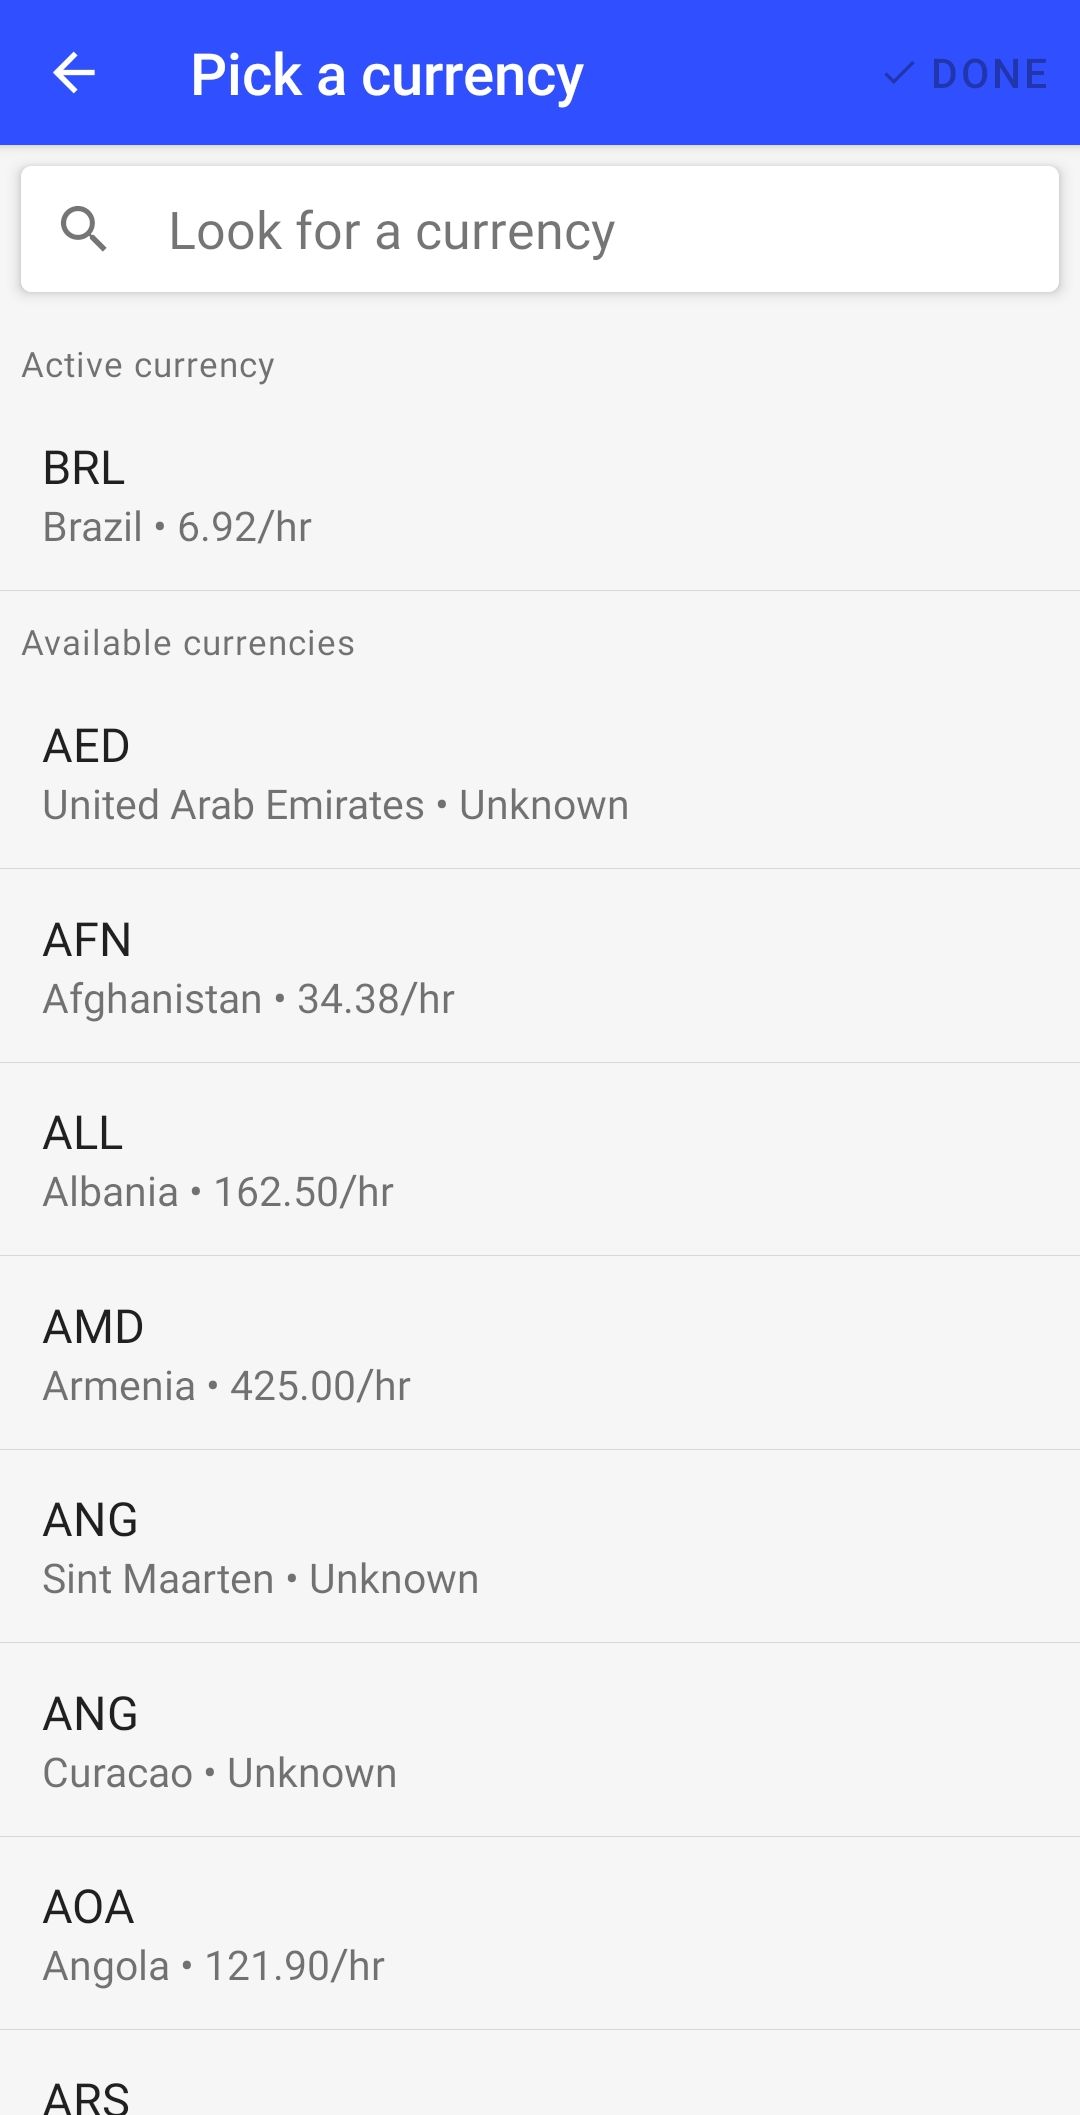 Pick a currency
DONE
Look for a currency
Active currency
BRL
Brazil • 6.92/hr
Available currencies
AED
United Arab Emirates • Unknown
AFN
Afghanistan • 34.38/hr
ALL
Albania • 162.50/hr
AMD
Armenia • 425.00/hr
ANG
Sint Maarten • Unknown
ANG
Curacao • Unknown
AOA
Angola • 121.90/hr
ARS